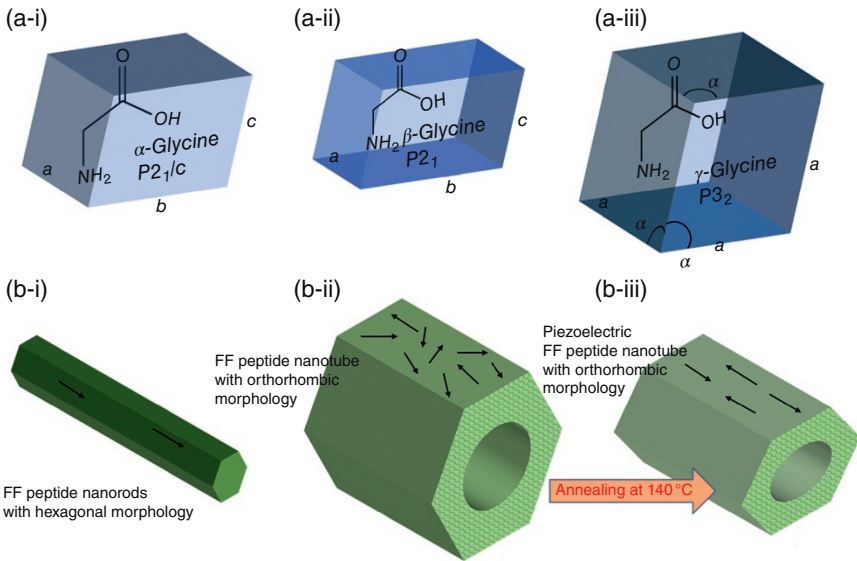 (a-i)
(a-ii)
(a-iii)
O
OH
NH2
α-Glycine
P21/c
a
b
c
O
OH
NH2
β-Glycine
P21
a
b
c
O
OH
NH2
γ-Glycine
P32
α
a
a
a
α
α
(b-i)
(b-ii)
(b-iii)
FF peptide nanorods
with hexagonal morphology
FF peptide nanotube
with orthorhombic
morphology
Piezoelectric
FF peptide nanotube
with orthorhombic
morphology
Annealing at 140 °C